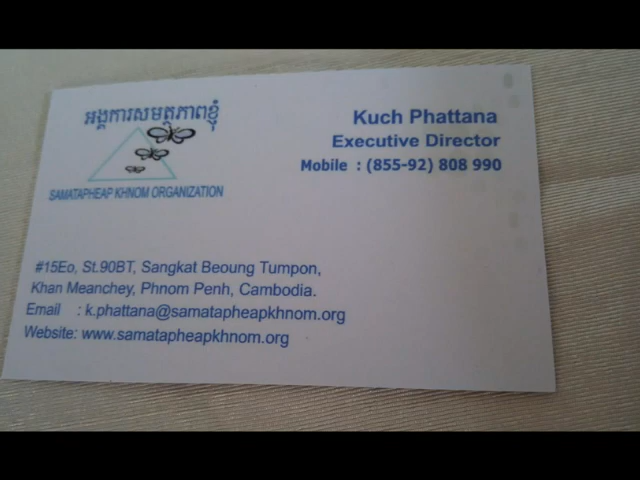 អង្គការសមត្ថភាពខ្ញុំ
SAMATAPHEAP KHNOM ORGANIZATION
Kuch Phattana
Executive Director
Mobile : (855-92) 808 990
#15Eo, St.90BT, Sangkat Beoung Tumpon,
Khan Meanchey, Phnom Penh, Cambodia.
Email : k.phattana@samatapheapkhnom.org
Website: www.samatapheapkhnom.org